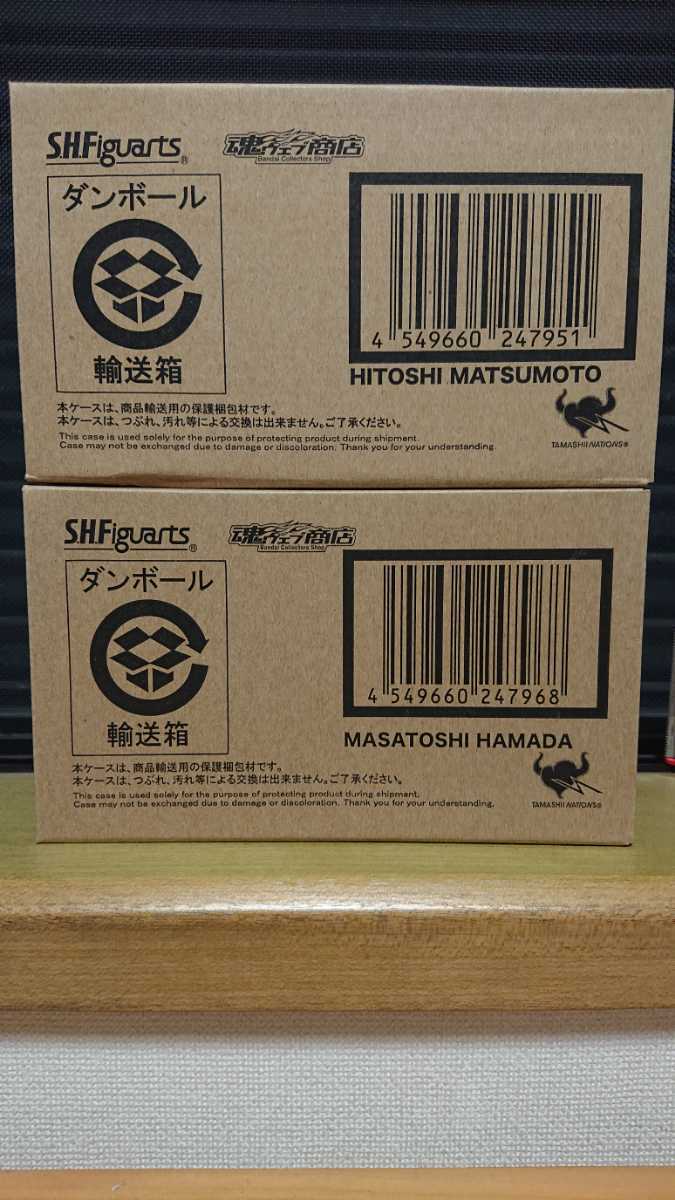 S.H.Figuarts®
魂ウェブ商店
Bandai Collectors Shop
ダンボール
輸送箱
4 549660 247951
HITOSHI MATSUMOTO
本ケースは、商品輸送用の保護梱包材です。
本ケースは、つぶれ、汚れ等による交換は出来ません。ご了承ください。
This case is used solely for the purpose of protecting product during shipment.
Case may not be exchanged due to damage or discoloration. Thank you for your understanding.
TAMASHII NATIONS®
S.H.Figuarts®
魂ウェブ商店
Bandai Collectors Shop
ダンボール
輸送箱
4 549660 247968
MASATOSHI HAMADA
本ケースは、商品輸送用の保護梱包材です。
本ケースは、つぶれ、汚れ等による交換は出来ません。ご了承ください。
This case is used solely for the purpose of protecting product during shipment.
Case may not be exchanged due to damage or discoloration. Thank you for your understanding.
TAMASHII NATIONS®